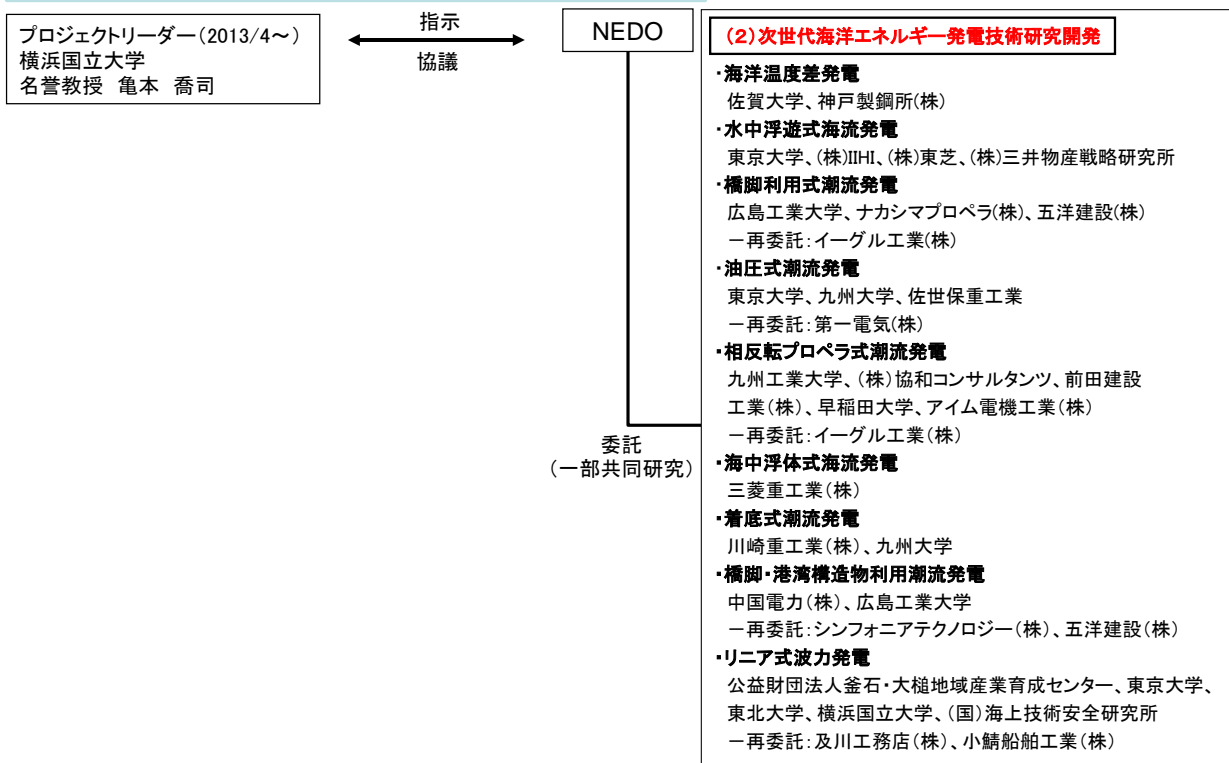 プロジェクトリーダー(2013/4~)
横浜国立大学
名誉教授 亀本 喬司
指示
協議
NEDO
委託
(一部共同研究)
(2)次世代海洋エネルギー発電技術研究開発
・海洋温度差発電
佐賀大学、神戸製鋼所(株)
・水中浮遊式海流発電
東京大学、(株)IIHI、(株)東芝、(株)三井物産戦略研究所
・橋脚利用式潮流発電
広島工業大学、ナカシマプロペラ(株)、五洋建設(株)
－再委託:イーグル工業(株)
・油圧式潮流発電
東京大学、九州大学、佐世保重工業
－再委託:第一電気(株)
・相反転プロペラ式潮流発電
九州工業大学、(株)協和コンサルタンツ、前田建設
工業(株)、早稲田大学、アイム電機工業(株)
－再委託:イーグル工業(株)
・海中浮体式海流発電
三菱重工業(株)
・着底式潮流発電
川崎重工業(株)、九州大学
・橋脚・港湾構造物利用潮流発電
中国電力(株)、広島工業大学
－再委託:シンフォニアテクノロジー(株)、五洋建設(株)
・リニア式波力発電
公益財団法人釜石・大槌地域産業育成センター、東京大学、
東北大学、横浜国立大学、(国)海上技術安全研究所
－再委託:及川工務店(株)、小鯖船舶工業(株)